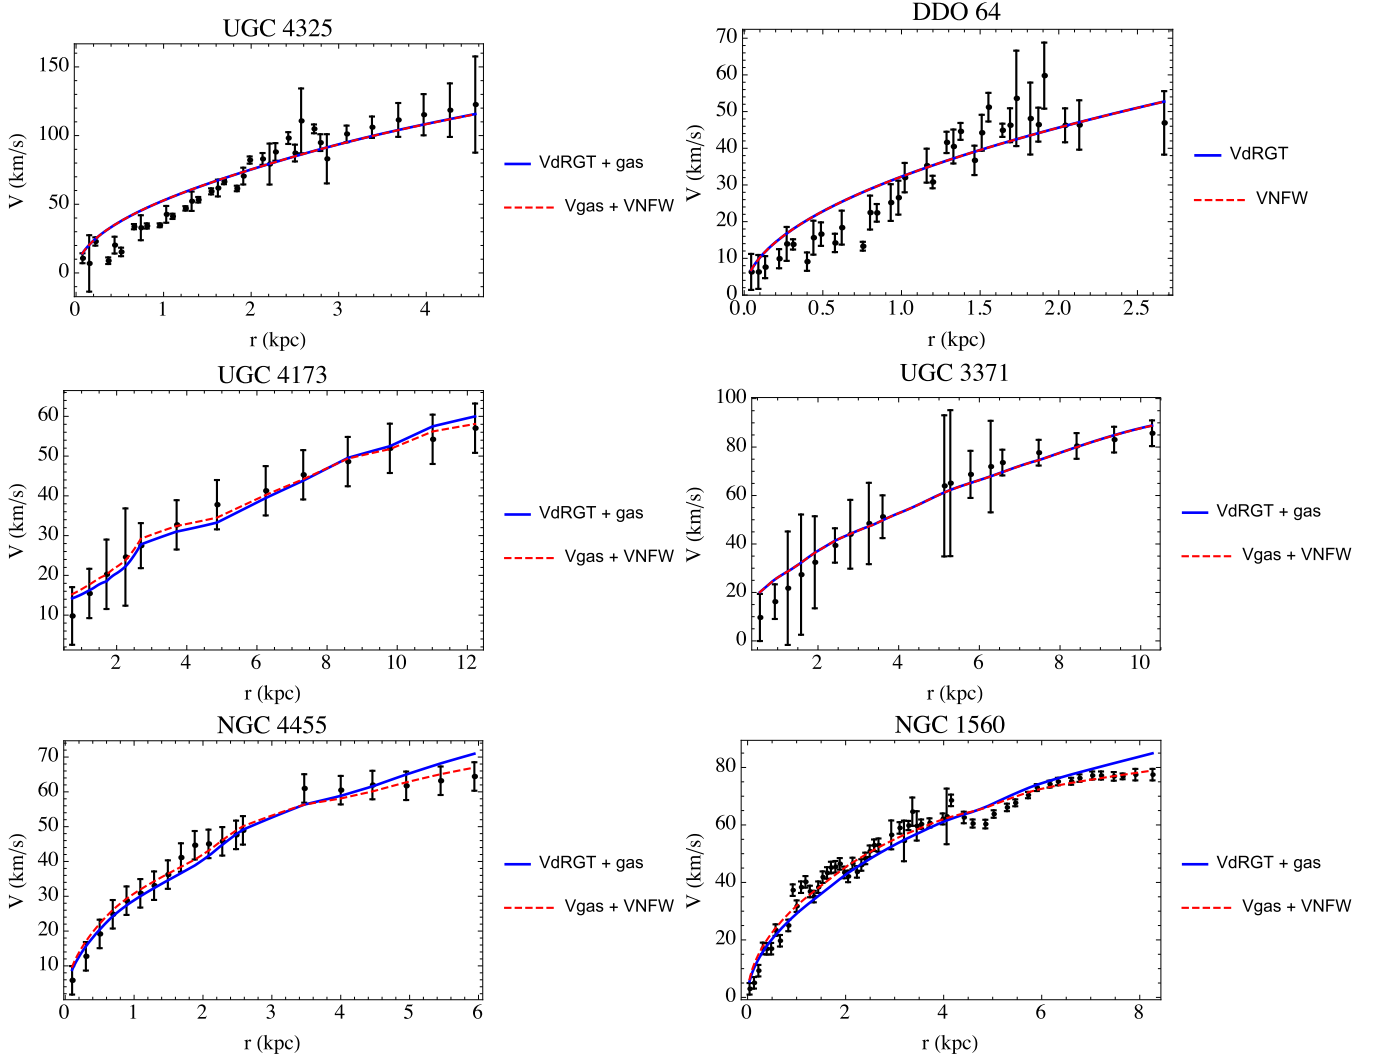 UGC 4325
V (km/s)
150
100
50
0
0 1 2 3 4
r (kpc)
VdRGT + gas
Vgas + VNFW
DDO 64
V (km/s)
70
60
50
40
30
20
10
0
0.0 0.5 1.0 1.5 2.0 2.5
r (kpc)
VdRGT
VNFW
UGC 4173
V (km/s)
60
50
40
30
20
10
2 4 6 8 10 12
r (kpc)
VdRGT + gas
Vgas + VNFW
UGC 3371
V (km/s)
100
80
60
40
20
0
2 4 6 8 10
r (kpc)
VdRGT + gas
Vgas + VNFW
NGC 4455
V (km/s)
70
60
50
40
30
20
10
0 1 2 3 4 5 6
r (kpc)
VdRGT + gas
Vgas + VNFW
NGC 1560
V (km/s)
80
60
40
20
0
0 2 4 6 8
r (kpc)
VdRGT + gas
Vgas + VNFW